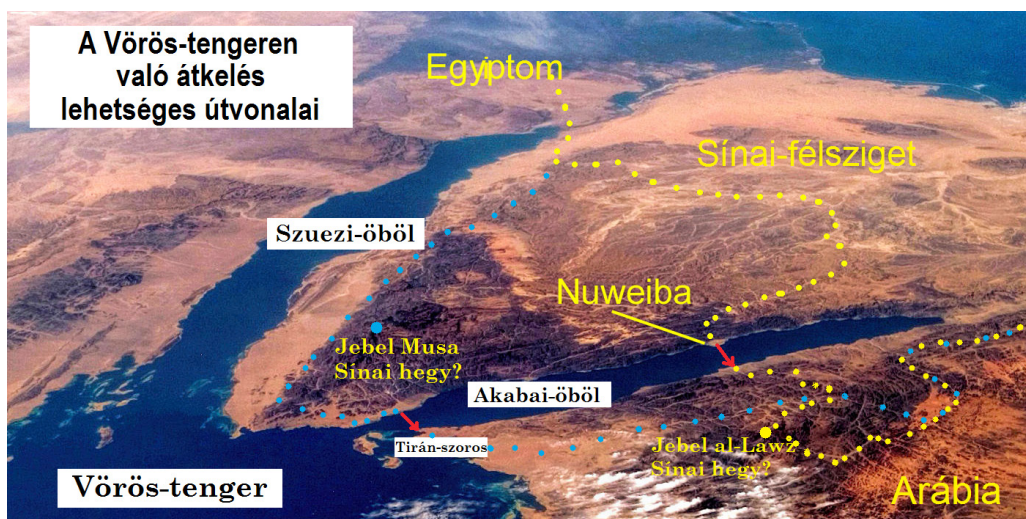 A Vörös-tengeren
való átkelés
lehetséges útvonalai
Egyiptom
Sínai-félsziget
Szuezi-öböl
Nuweiba
Jebel Musa
Sínai hegy?
Akabai-öböl
Tirán-szoros
Jebel al-Lawz
Sínai hegy?
Vörös-tenger
Arábia